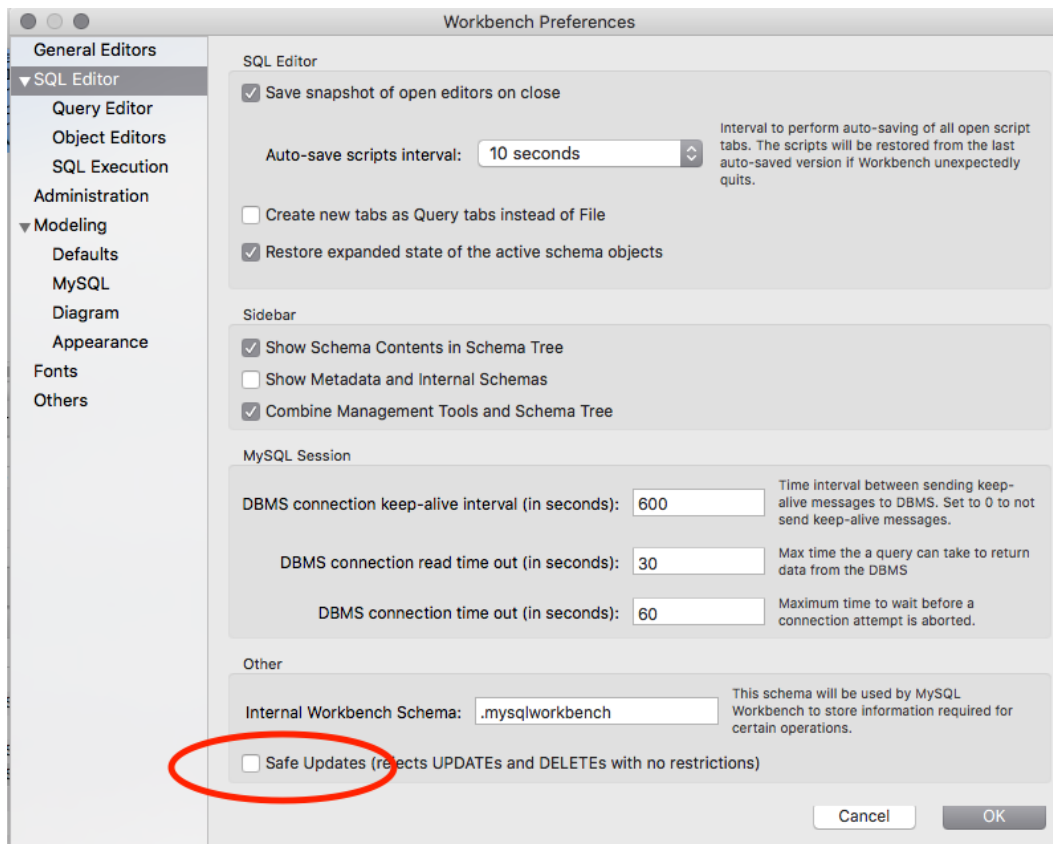 Workbench Preferences
General Editors
SQL Editor
Query Editor
Object Editors
SQL Execution
Administration
Modeling
Defaults
MySQL
Diagram
Appearance
Fonts
Others
SQL Editor
Save snapshot of open editors on close
Auto-save scripts interval:
10 seconds
Interval to perform auto-saving of all open script
tabs. The scripts will be restored from the last
auto-saved version if Workbench unexpectedly
quits.
Create new tabs as Query tabs instead of File
Restore expanded state of the active schema objects
Sidebar
Show Schema Contents in Schema Tree
Show Metadata and Internal Schemas
Combine Management Tools and Schema Tree
MySQL Session
DBMS connection keep-alive interval (in seconds):
600
Time interval between sending keep-
alive messages to DBMS. Set to 0 to not
send keep-alive messages.
DBMS connection read time out (in seconds):
30
Max time the a query can take to return
data from the DBMS
DBMS connection time out (in seconds):
60
Maximum time to wait before a
connection attempt is aborted.
Other
Internal Workbench Schema:
.mysqlworkbench
This schema will be used by MySQL
Workbench to store information required for
certain operations.
Safe Updates (rejects UPDATEs and DELETEs with no restrictions)
Cancel
OK